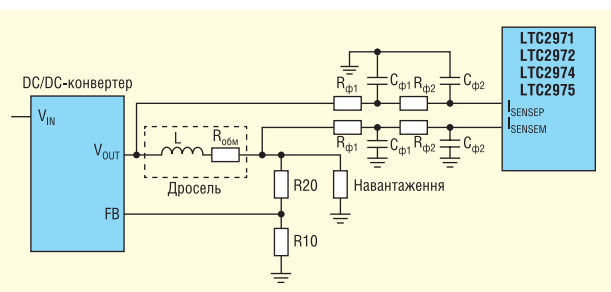 LTC2971
LTC2972
LTC2974
LTC2975
DC/DC-конвертер
Rф1
Cф1
Rф2
Cф2
ISENSEP
VIN
L
Rобм
ISENSEM
Rф1
Cф1
Rф2
Cф2
VOUT
Дросель
R20
Навантаження
FB
R10